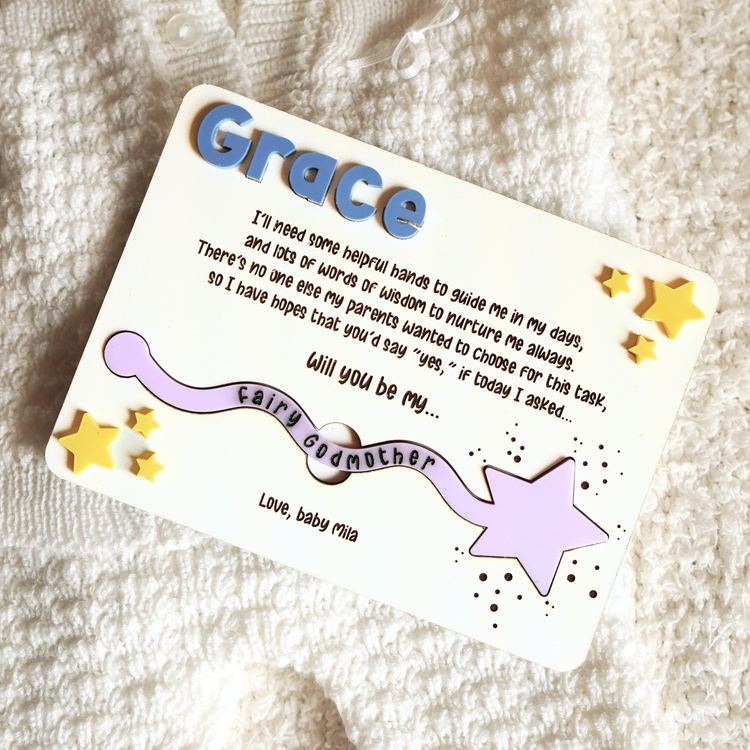 Grace
I'll need some helpful hands to guide me in my days,
and lots of words of wisdom to nurture me always.
There's no one else my parents wanted to choose for this task,
so I have hopes that you'd say "yes," if today I asked...
Will you be my...
Fairy Godmother
Love, baby Mila